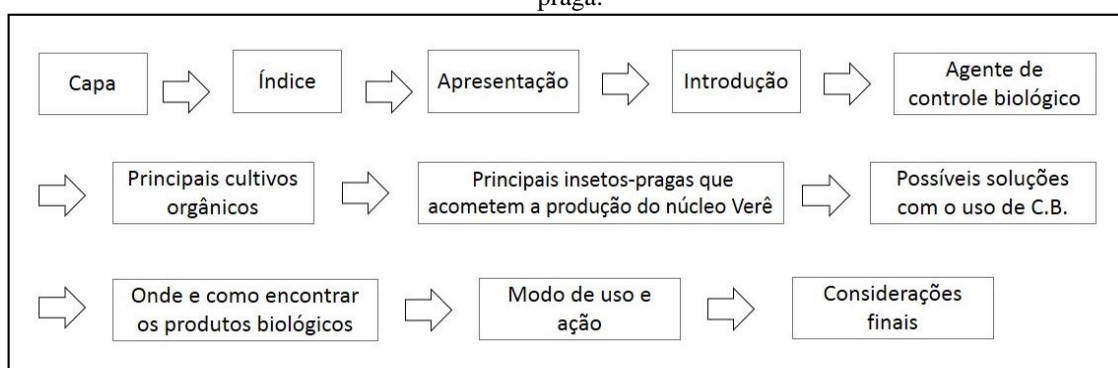 praga.
Capa
Índice
Apresentação
Introdução
Agente de
controle biológico
Principais cultivos
orgânicos
Principais insetos-pragas que
acometem a produção do núcleo Verê
Possíveis soluções
com o uso de C.B.
Onde e como encontrar
os produtos biológicos
Modo de uso e
ação
Considerações
finais